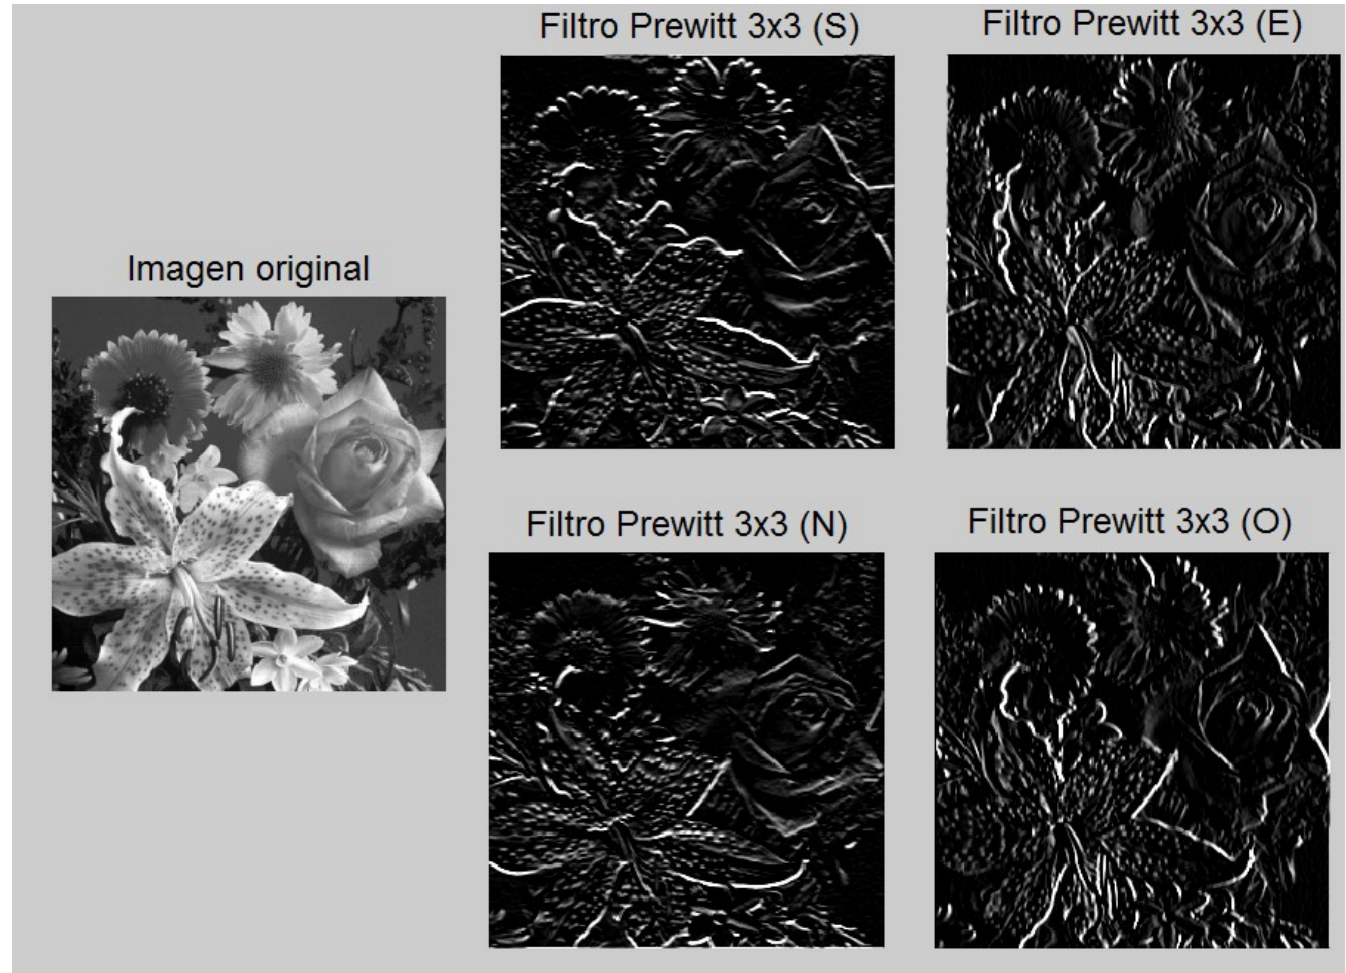 Filtro Prewitt 3x3 (S)
Filtro Prewitt 3x3 (E)
Imagen original
Filtro Prewitt 3x3 (N)
Filtro Prewitt 3x3 (O)